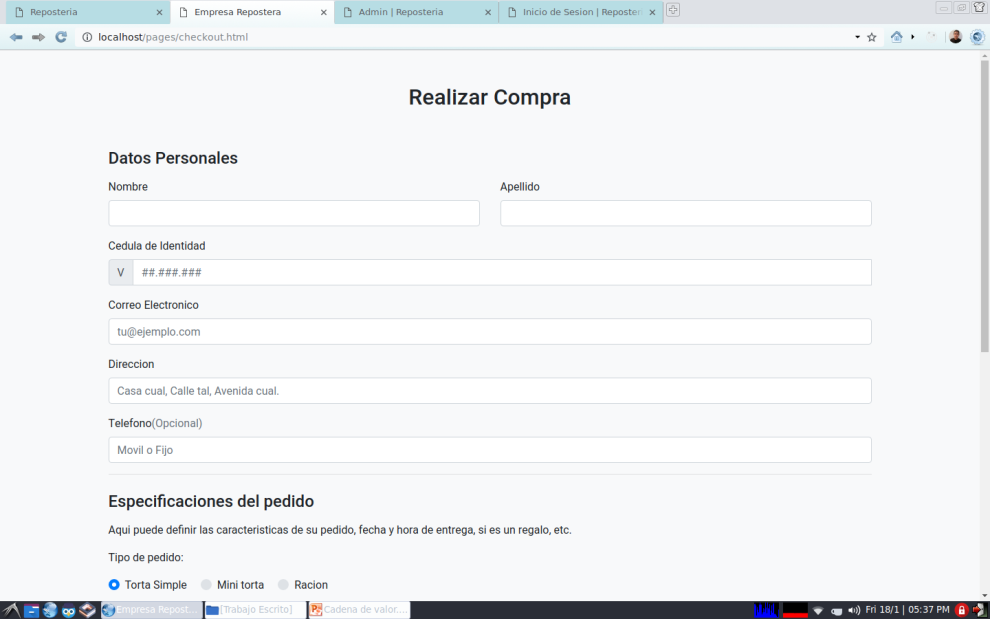 Reposteria
Empresa Repostera
Admin | Reposteria
Inicio de Sesion | Reposter
localhost/pages/checkout.html
Realizar Compra
Datos Personales
Nombre
Apellido
Cedula de Identidad
V ##.###.###
Correo Electronico
tu@ejemplo.com
Direccion
Casa cual, Calle tal, Avenida cual.
Telefono(Opcional)
Movil o Fijo
Especificaciones del pedido
Aqui puede definir las caracteristicas de su pedido, fecha y hora de entrega, si es un regalo, etc.
Tipo de pedido:
Torta Simple Mini torta Racion
Empresa Repost... [Trabajo Escrito] Cadena de valor.... Fri 18/1 | 05:37 PM